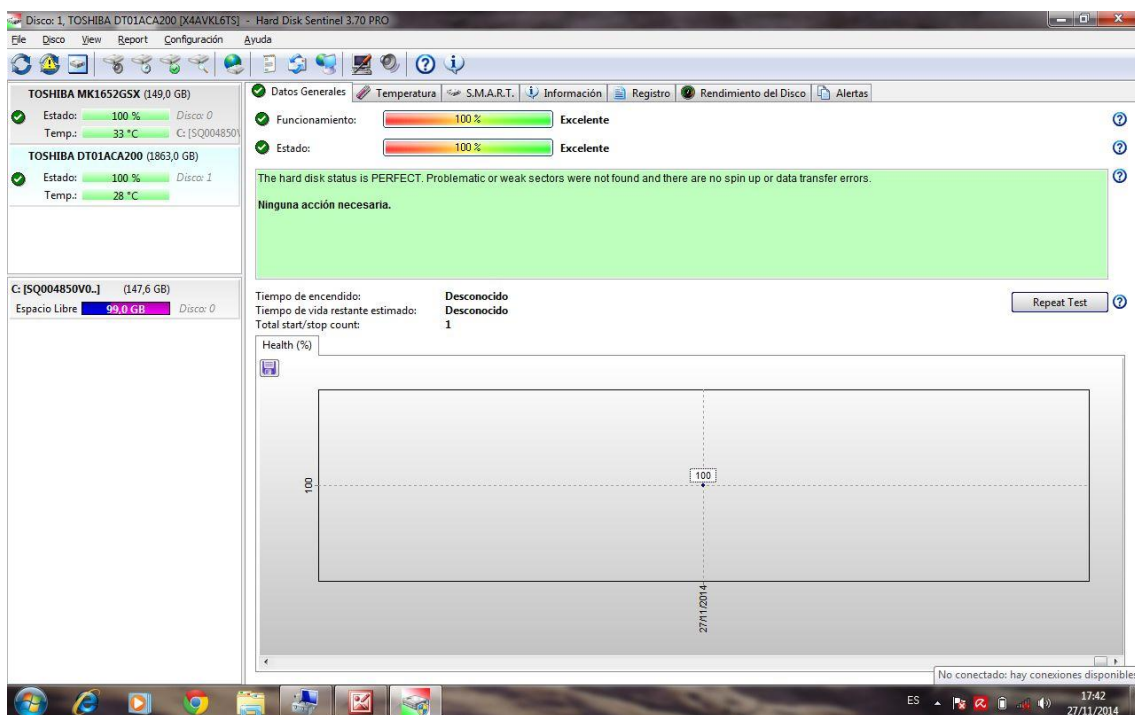 Disco: 1, TOSHIBA DT01ACA200 [X4AVKL6TS] - Hard Disk Sentinel 3.70 PRO
File Disco View Report Configuración Ayuda
TOSHIBA MK1652GSX (149,0 GB)
Estado: 100 % Disco: 0
Temp.: 33 °C C: [SQ004850V
TOSHIBA DT01ACA200 (1863,0 GB)
Estado: 100 % Disco: 1
Temp.: 28 °C
C: [SQ004850V0..] (147,6 GB)
Espacio Libre 99,0 GB Disco: 0
Datos Generales Temperatura S.M.A.R.T. Información Registro Rendimiento del Disco Alertas
Funcionamiento: 100 % Excelente
Estado: 100 % Excelente
The hard disk status is PERFECT. Problematic or weak sectors were not found and there are no spin up or data transfer errors.
Ninguna acción necesaria.
Tiempo de encendido: Desconocido
Tiempo de vida restante estimado: Desconocido
Total start/stop count: 1
Repeat Test
Health (%)
100
100
27/11/2014
No conectado: hay conexiones disponibles
ES
17:42
27/11/2014